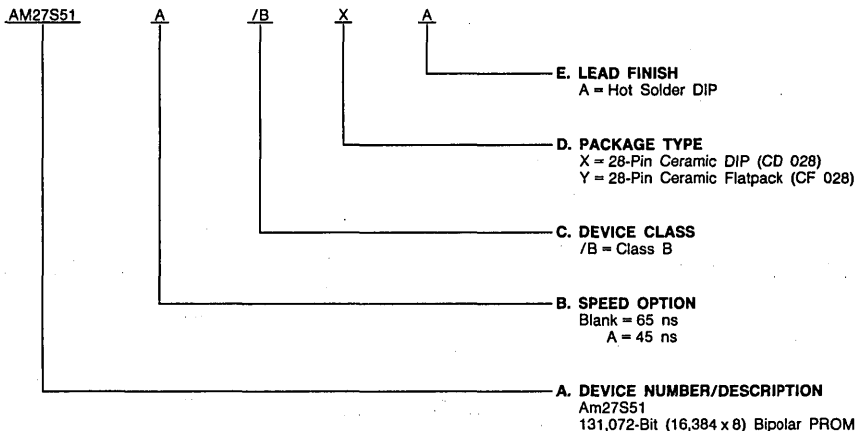 AM27S51 A /B X A
E. LEAD FINISH
A = Hot Solder DIP
D. PACKAGE TYPE
X = 28-Pin Ceramic DIP (CD 028)
Y = 28-Pin Ceramic Flatpack (CF 028)
C. DEVICE CLASS
/B = Class B
B. SPEED OPTION
Blank = 65 ns
A = 45 ns
A. DEVICE NUMBER/DESCRIPTION
Am27S51
131,072-Bit (16,384 x 8) Bipolar PROM